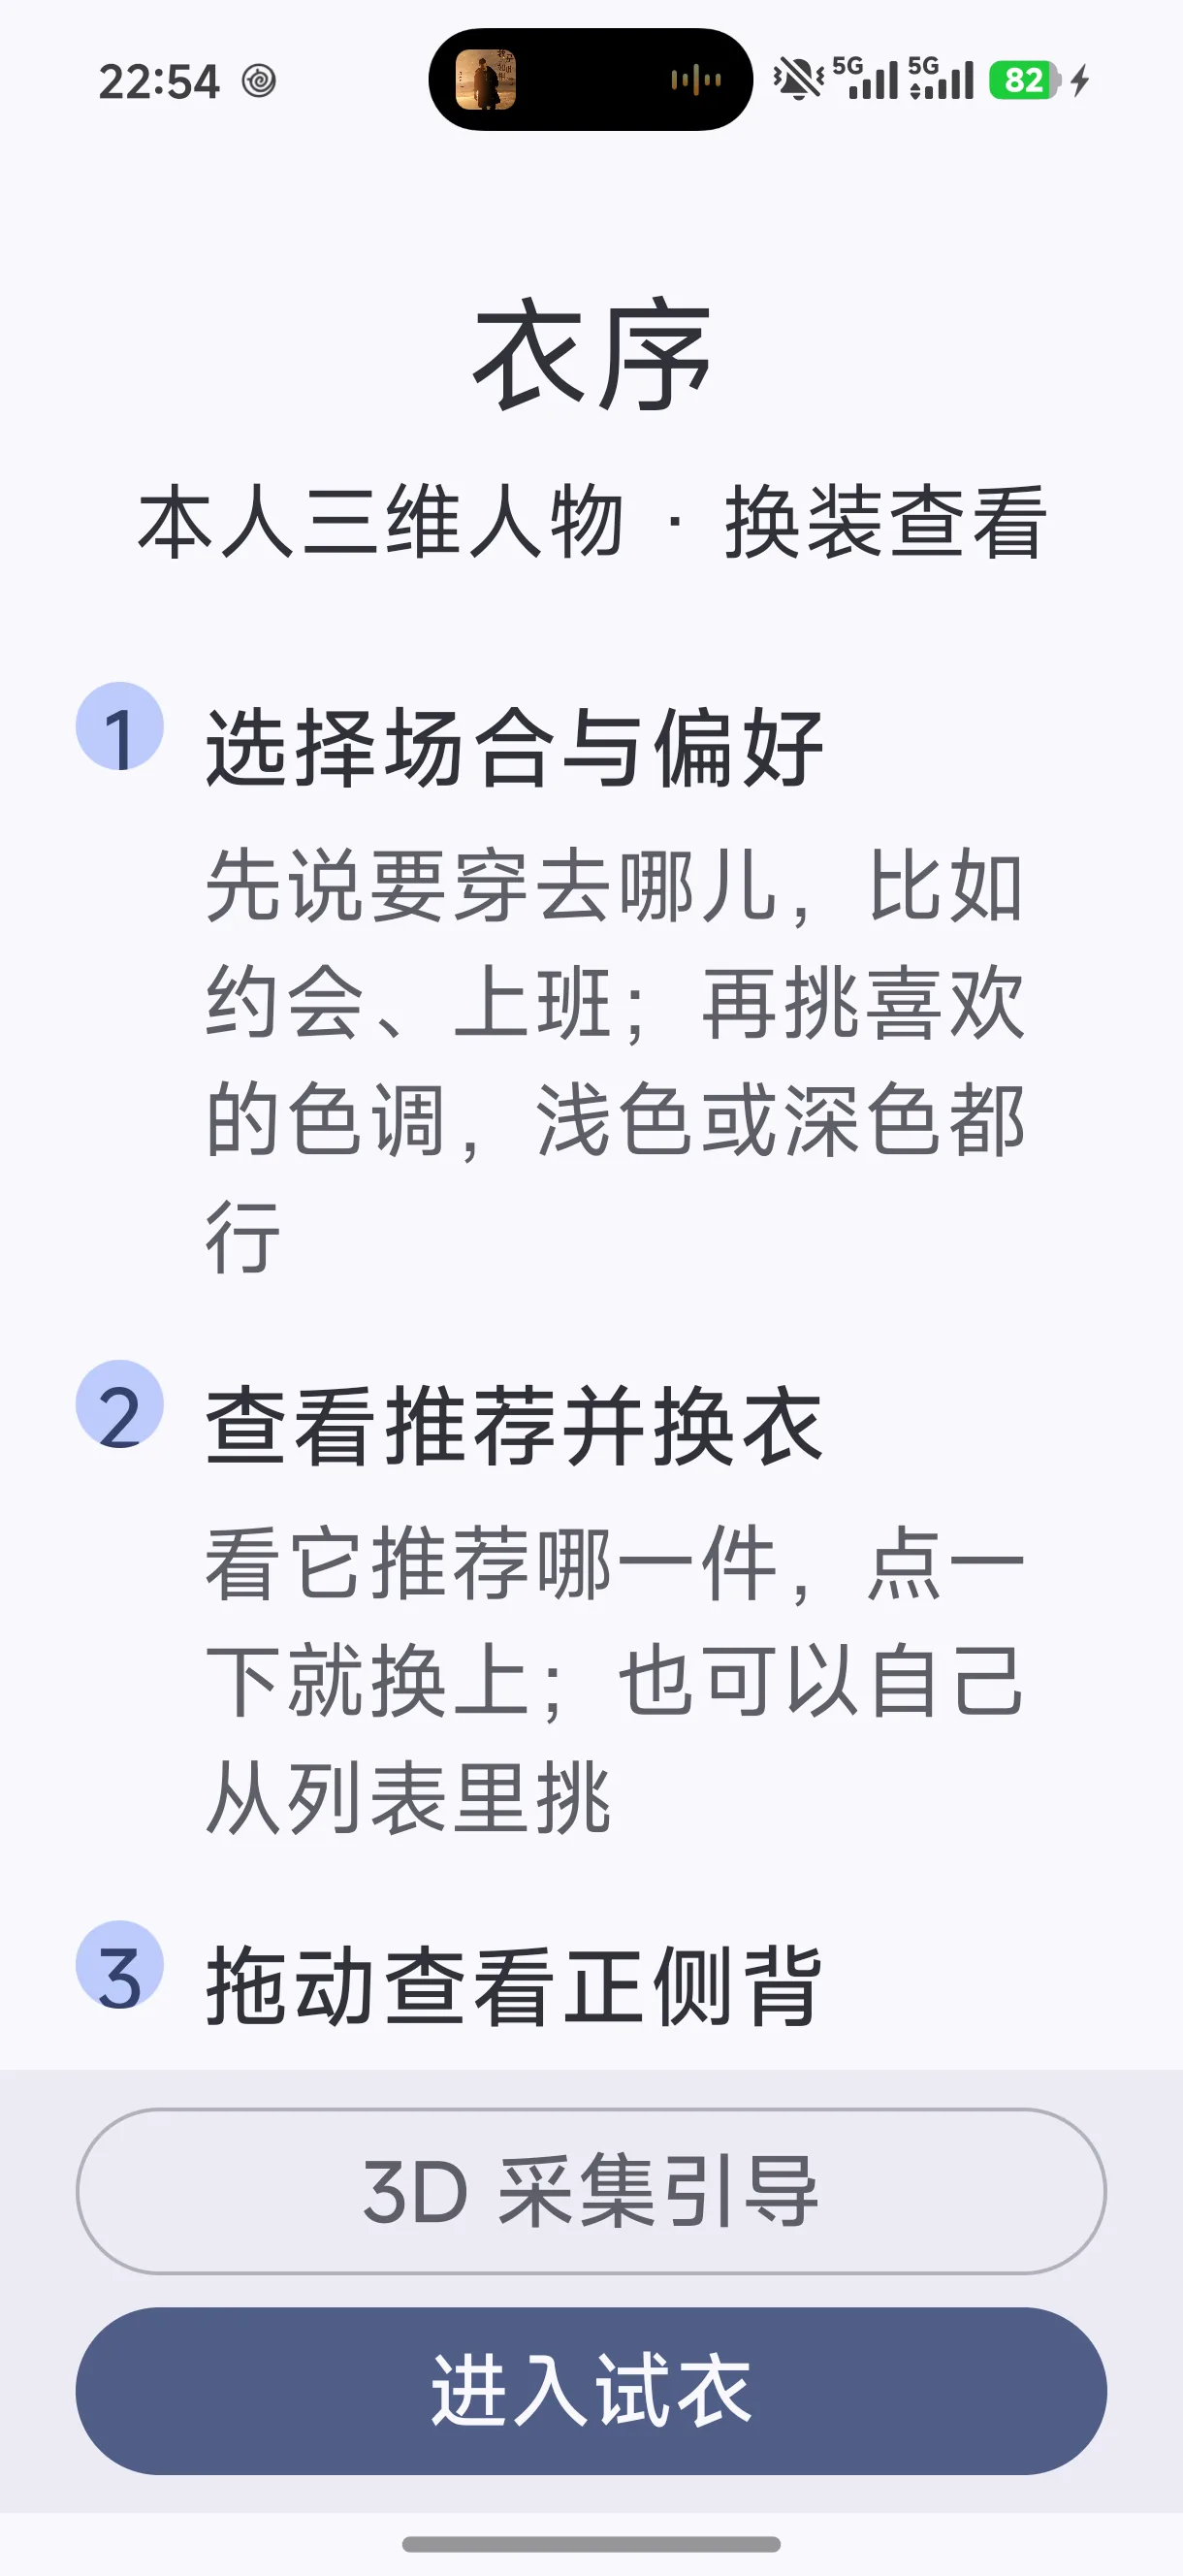 22:54
5G 5G 82
衣序
本人三维人物 · 换装查看
1 选择场合与偏好
先说要穿去哪儿，比如
约会、上班；再挑喜欢
的色调，浅色或深色都
行
2 查看推荐并换衣
看它推荐哪一件，点一
下就换上；也可以自己
从列表里挑
3 拖动查看正侧背
3D 采集引导
进入试衣